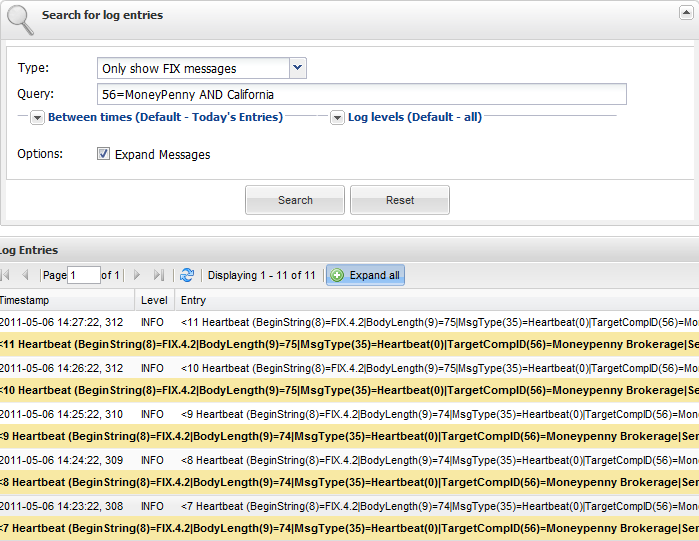 Search for log entries
Type: Only show FIX messages
Query: 56=MoneyPenny AND California
Between times (Default - Today's Entries) Log levels (Default - all)
Options: Expand Messages
Search Reset
Log Entries
Page 1 of 1 Displaying 1 - 11 of 11 Expand all
Timestamp Level Entry
2011-05-06 14:27:22, 312 INFO <11 Heartbeat (BeginString(8)=FIX.4.2|BodyLength(9)=75|MsgType(35)=Heartbeat(0)|TargetCompID(56)=Mon
<11 Heartbeat (BeginString(8)=FIX.4.2|BodyLength(9)=75|MsgType(35)=Heartbeat(0)|TargetCompID(56)=Moneypenny Brokerage|Se
2011-05-06 14:26:22, 312 INFO <10 Heartbeat (BeginString(8)=FIX.4.2|BodyLength(9)=75|MsgType(35)=Heartbeat(0)|TargetCompID(56)=Mon
<10 Heartbeat (BeginString(8)=FIX.4.2|BodyLength(9)=75|MsgType(35)=Heartbeat(0)|TargetCompID(56)=Moneypenny Brokerage|Se
2011-05-06 14:25:22, 310 INFO <9 Heartbeat (BeginString(8)=FIX.4.2|BodyLength(9)=74|MsgType(35)=Heartbeat(0)|TargetCompID(56)=Mone
<9 Heartbeat (BeginString(8)=FIX.4.2|BodyLength(9)=74|MsgType(35)=Heartbeat(0)|TargetCompID(56)=Moneypenny Brokerage|Sen
2011-05-06 14:24:22, 309 INFO <8 Heartbeat (BeginString(8)=FIX.4.2|BodyLength(9)=74|MsgType(35)=Heartbeat(0)|TargetCompID(56)=Mone
<8 Heartbeat (BeginString(8)=FIX.4.2|BodyLength(9)=74|MsgType(35)=Heartbeat(0)|TargetCompID(56)=Moneypenny Brokerage|Sen
2011-05-06 14:23:22, 308 INFO <7 Heartbeat (BeginString(8)=FIX.4.2|BodyLength(9)=74|MsgType(35)=Heartbeat(0)|TargetCompID(56)=Mone
<7 Heartbeat (BeginString(8)=FIX.4.2|BodyLength(9)=74|MsgType(35)=Heartbeat(0)|TargetCompID(56)=Moneypenny Brokerage|Sen